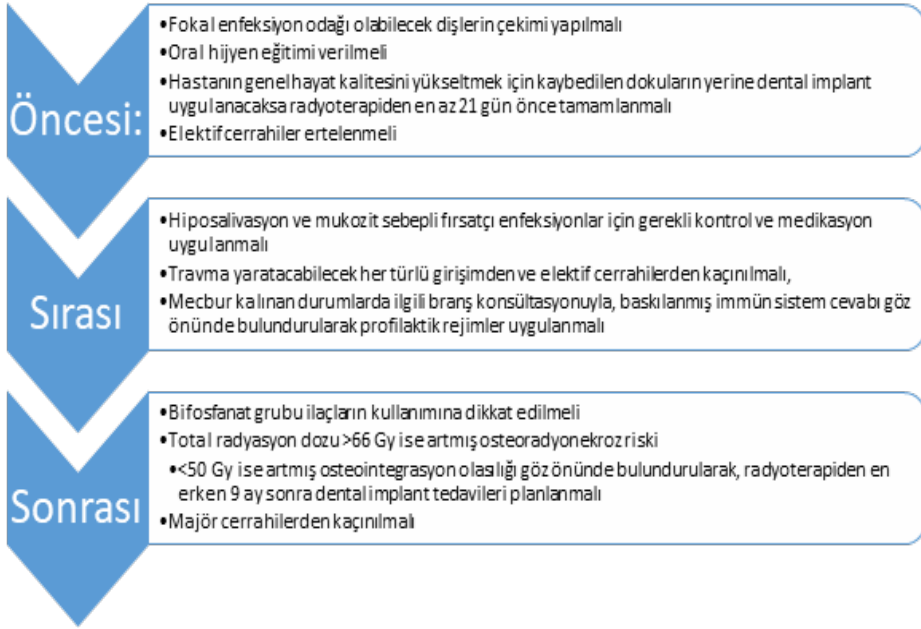 Öncesi:
•Fokal enfeksiyon odağı olabilecek dişlerin çekimi yapılmalı
•Oral hijyen eğitimi verilmeli
•Hastanın genel hayat kalitesini yükseltmek için kaybedilen dokuların yerine dental implant
uygulanacaksa radyoterapiden en az 21 gün önce tamamlanmalı
•Elektif cerrahiler ertelenmeli
Sırası
•Hiposalivasyon ve mukozit sebepli fırsatçı enfeksiyonlar için gerekli kontrol ve medikasyon
uygulanmalı
•Travma yaratacabilecek her türlü girişimden ve elektif cerrahilerden kaçınılmalı,
•Mecbur kalınan durumlarda ilgili branş konsültasyonuyla, baskılanmış immün sistem cevabı göz
önünde bulundurularak profilaktik rejimler uygulanmalı
Sonrası
•Bifosfanat grubu ilaçların kullanımına dikkat edilmeli
•Total radyasyon dozu >66 Gy ise artmış osteoradyonekroz riski
•<50 Gy ise artmış osteointegrasyon olasılığı göz önünde bulundurularak, radyoterapiden en
erken 9 ay sonra dental implant tedavileri planlanmalı
•Majör cerrahilerden kaçınılmalı